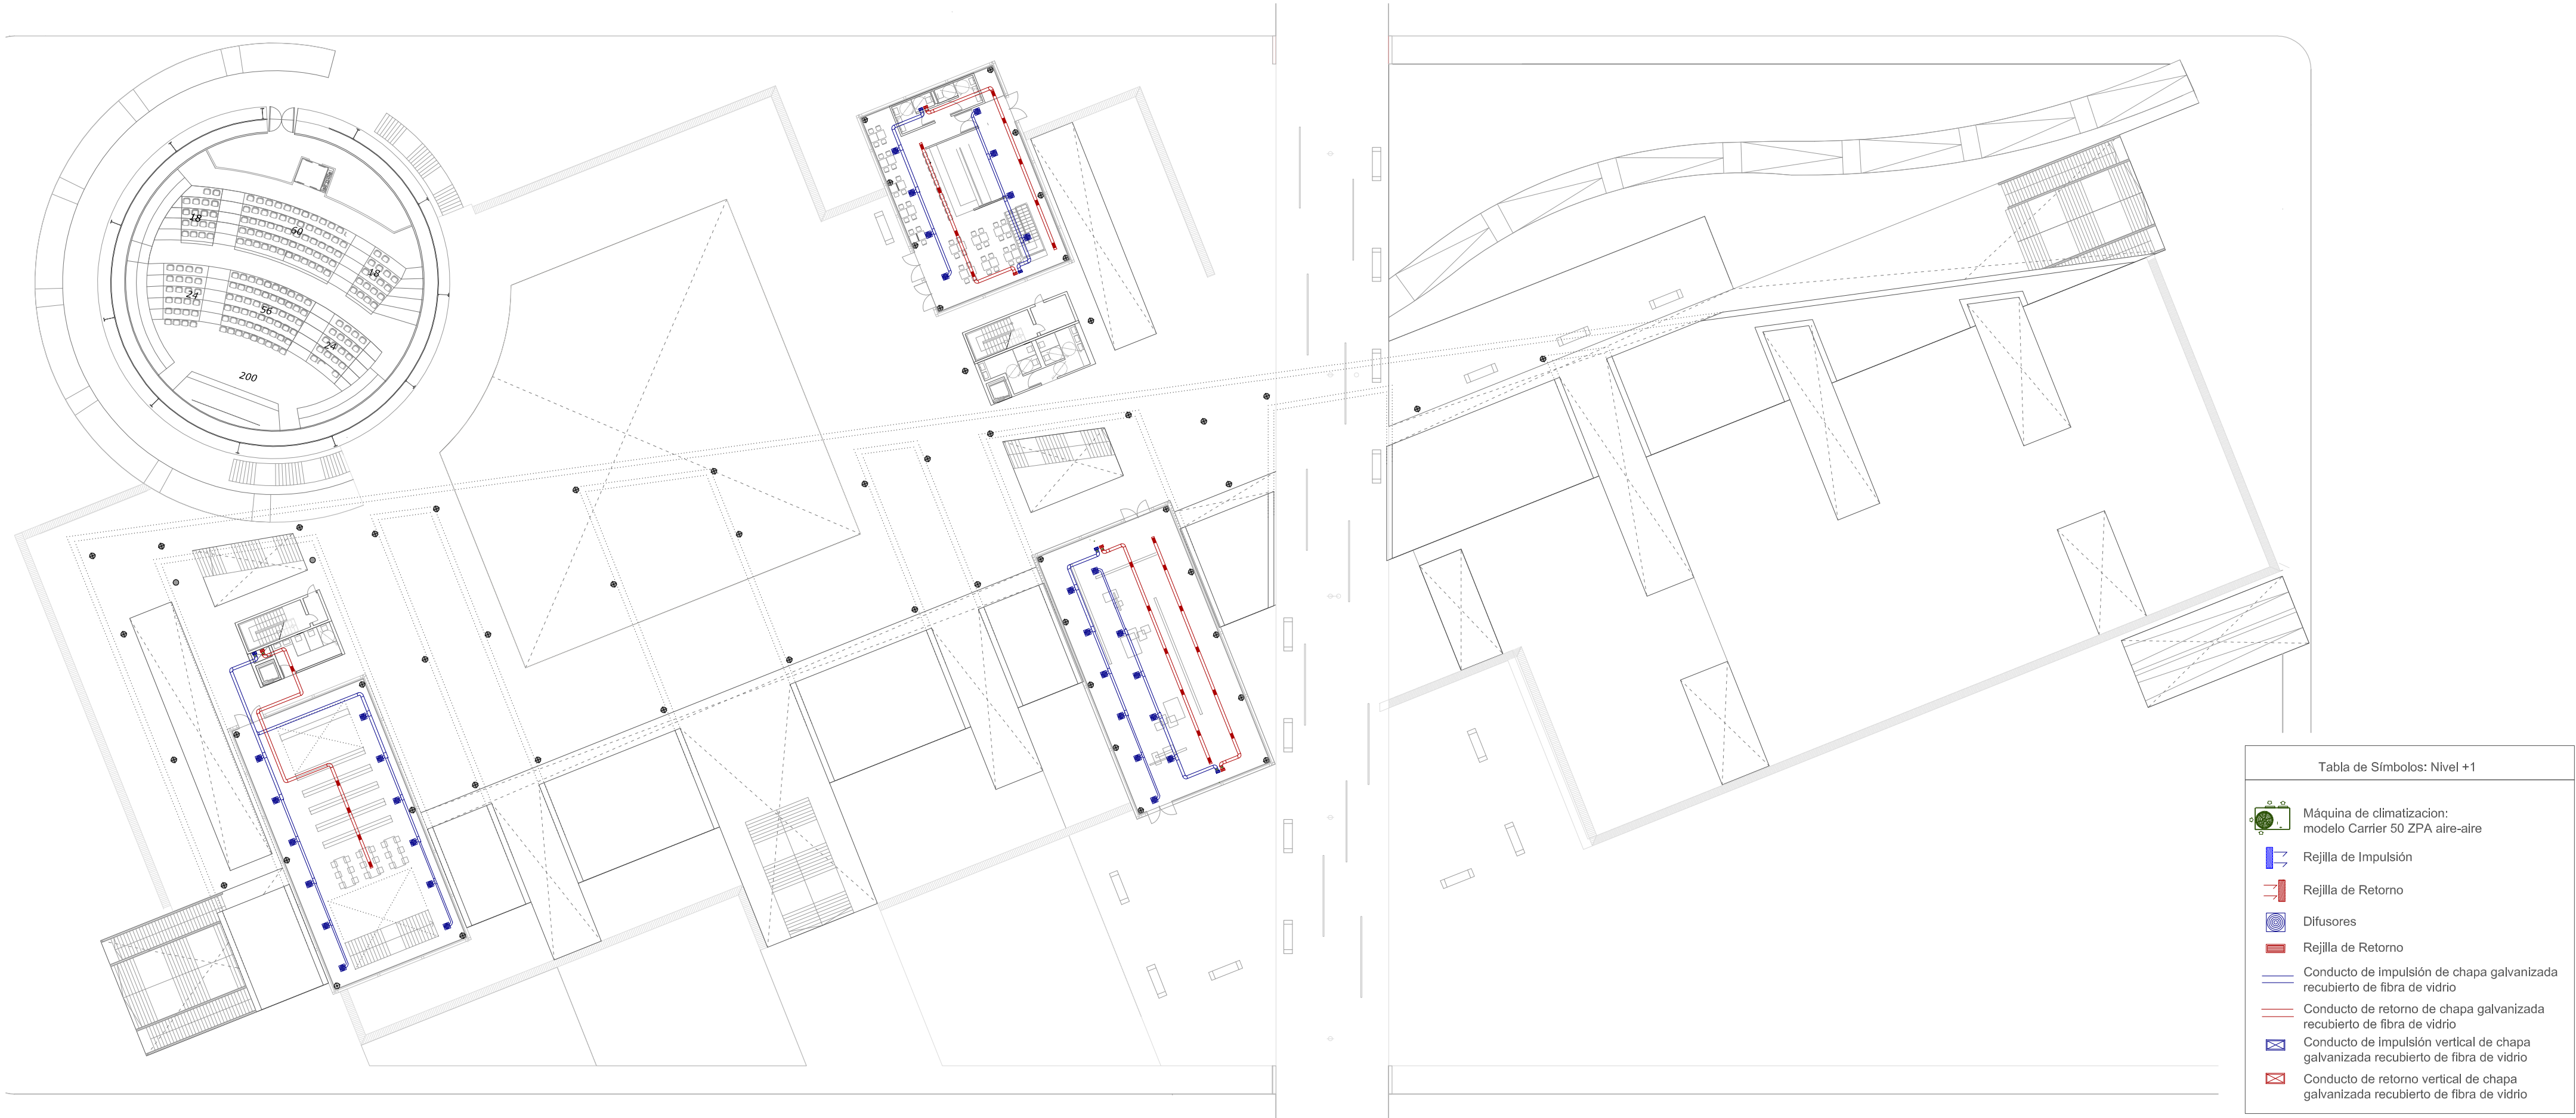 18
60
18
24
56
24
200
Tabla de Símbolos: Nivel +1
Máquina de climatizacion:
modelo Carrier 50 ZPA aire-aire
Rejilla de Impulsión
Rejilla de Retorno
Difusores
Rejilla de Retorno
Conducto de impulsión de chapa galvanizada
recubierto de fibra de vidrio
Conducto de retorno de chapa galvanizada
recubierto de fibra de vidrio
Conducto de impulsión vertical de chapa
galvanizada recubierto de fibra de vidrio
Conducto de retorno vertical de chapa
galvanizada recubierto de fibra de vidrio